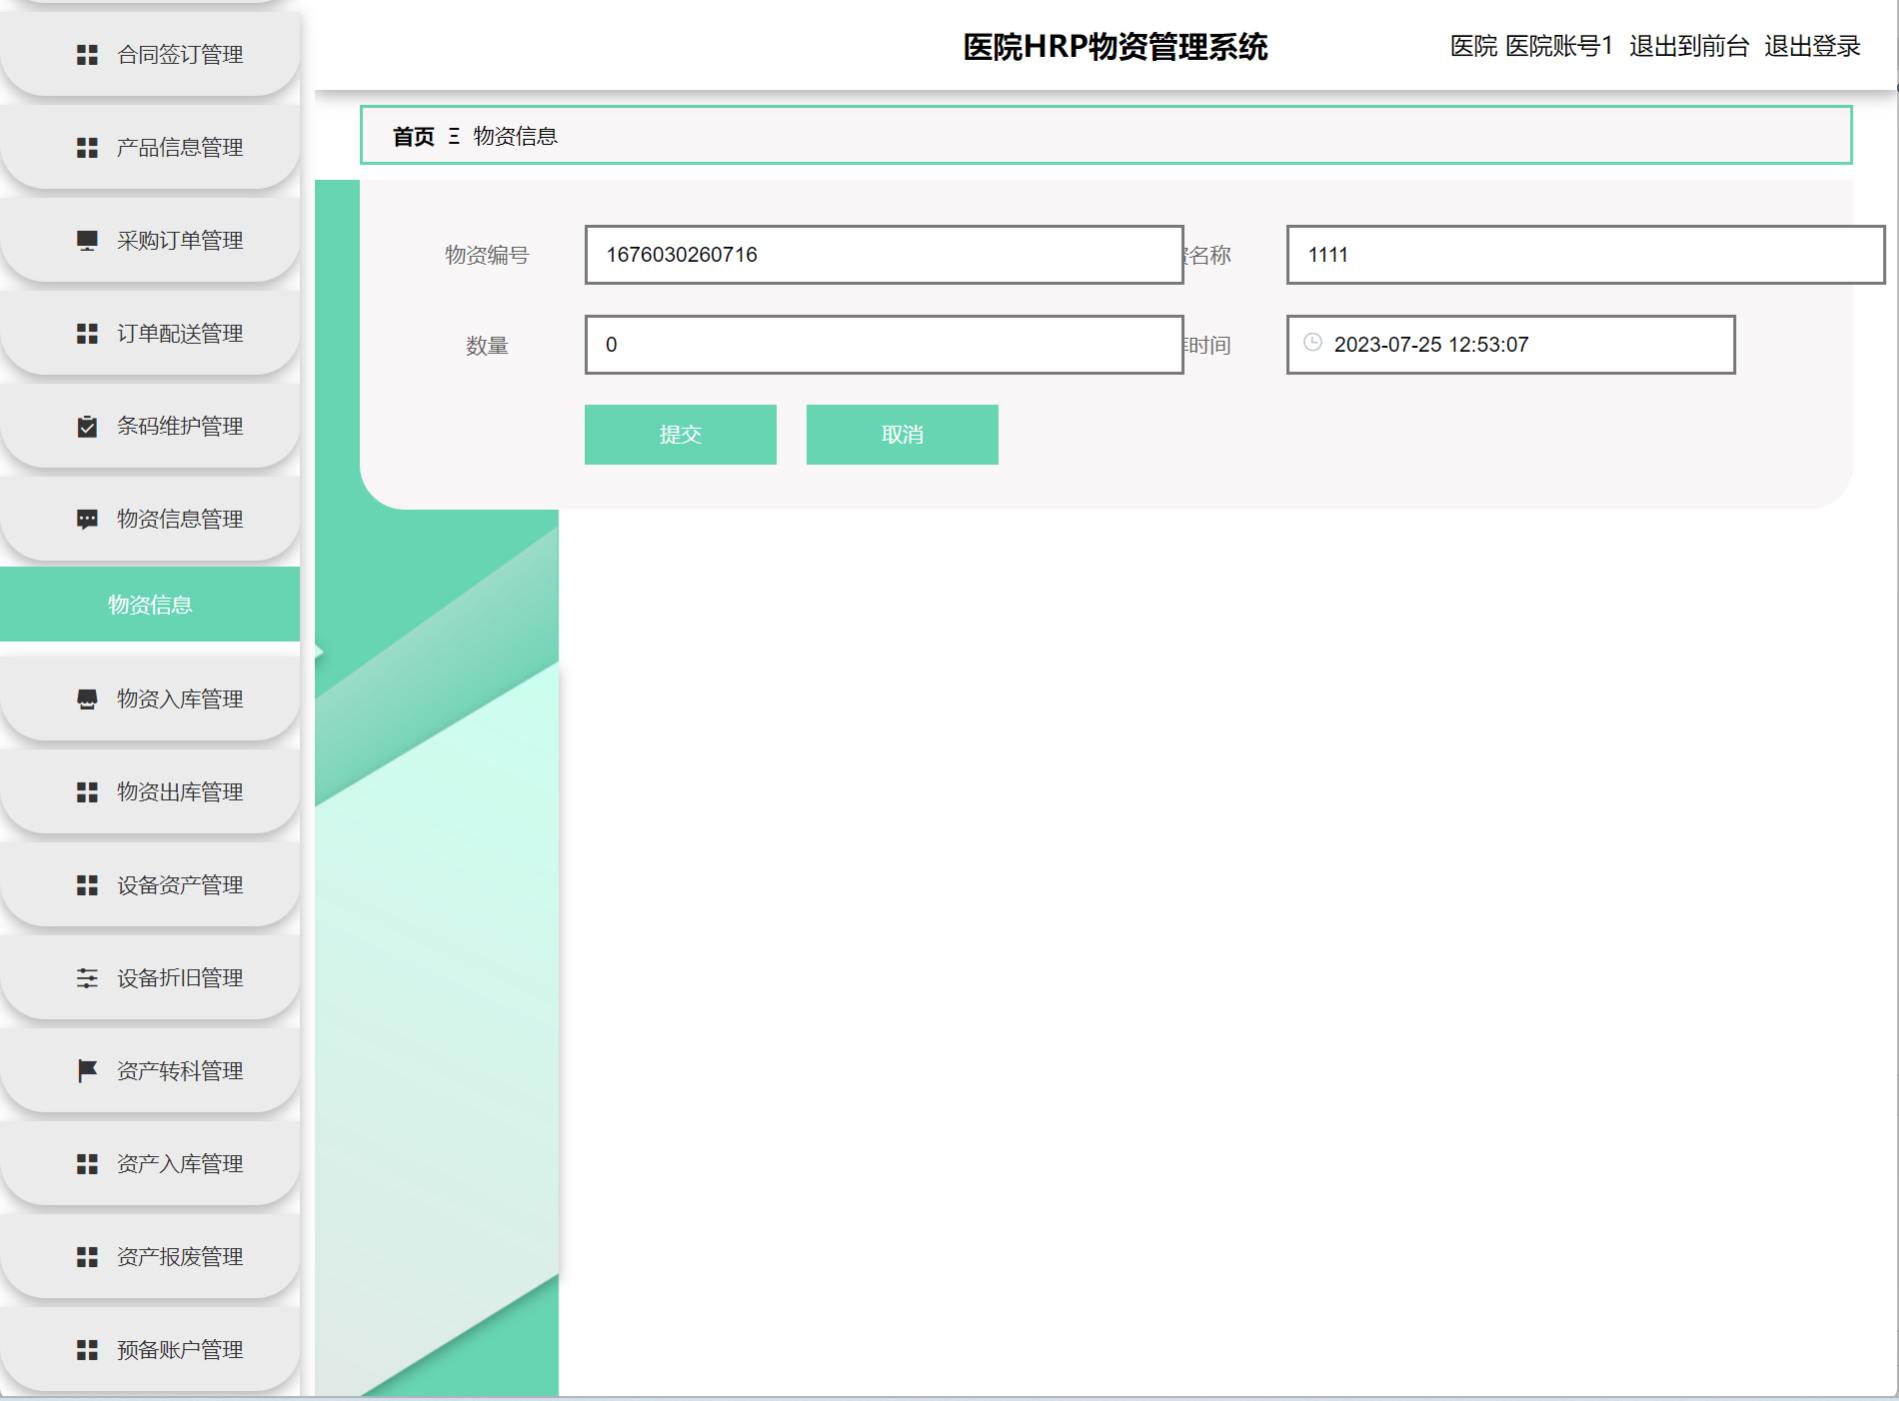 医院HRP物资管理系统
医院 医院账号1 退出到前台 退出登录
合同签订管理
产品信息管理
采购订单管理
订单配送管理
条码维护管理
物资信息管理
物资信息
物资入库管理
物资出库管理
设备资产管理
设备折旧管理
资产转科管理
资产入库管理
资产报废管理
预备账户管理
首页 Ξ 物资信息
物资编号 1676030260716
名称 1111
数量 0
时间 2023-07-25 12:53:07
提交 取消